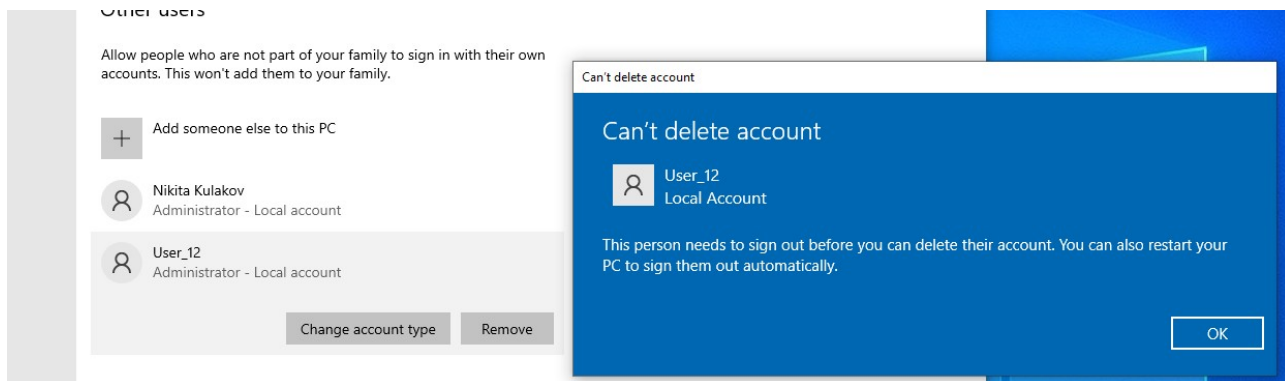 Other users
Allow people who are not part of your family to sign in with their own
accounts. This won't add them to your family.
Add someone else to this PC
Nikita Kulakov
Administrator - Local account
User_12
Administrator - Local account
Change account type
Remove
Can't delete account
Can't delete account
User_12
Local Account
This person needs to sign out before you can delete their account. You can also restart your
PC to sign them out automatically.
OK